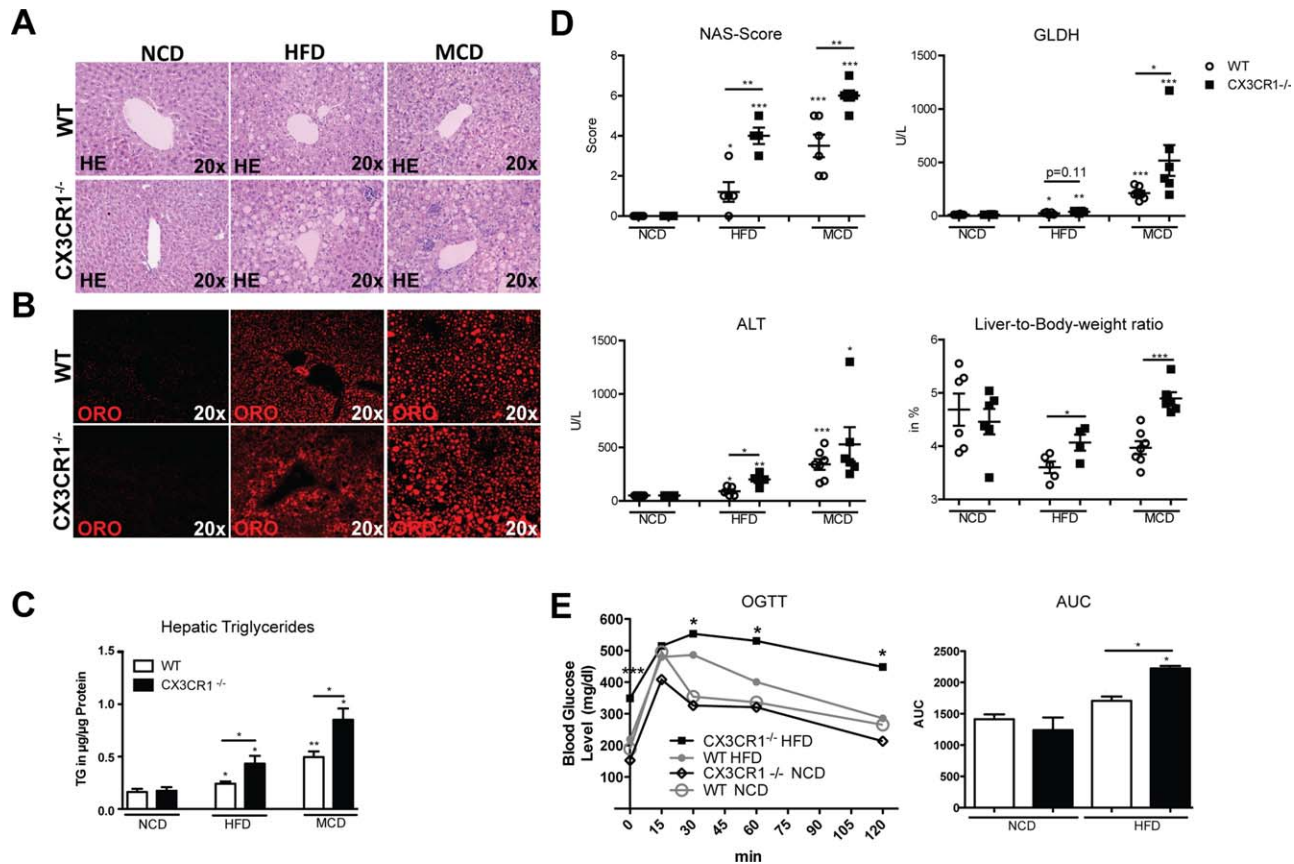 A
NCD HFD MCD
WT
HE 20x HE 20x HE 20x
CX3CR1-/-
HE 20x HE 20x HE 20x
B
WT
ORO 20x ORO 20x ORO 20x
CX3CR1-/-
ORO 20x ORO 20x ORO 20x
C
Hepatic Triglycerides
WT
CX3CR1 -/-
TG in µg/µg Protein
1.5
1.0
0.5
0.0
* * * ** * *
NCD HFD MCD
D
NAS-Score
Score
8
6
4
2
0
* ** *** *** ** ***
NCD HFD MCD
GLDH
WT
CX3CR1-/-
U/L
1500
1000
500
0
p=0.11
* ** *** * ***
NCD HFD MCD
ALT
U/L
1500
1000
500
0
* * ** *** *
NCD HFD MCD
Liver-to-Body-weight ratio
in %
6
5
4
3
* ***
NCD HFD MCD
E
OGTT
Blood Glucose
Level (mg/dl)
600
500
400
300
200
100
*** * * *
CX3CR1-/- HFD
WT HFD
CX3CR1 -/- NCD
WT NCD
0 15 30 45 60 75 90 105 120
min
AUC
AUC
2500
2000
1500
1000
500
0
* *
NCD HFD